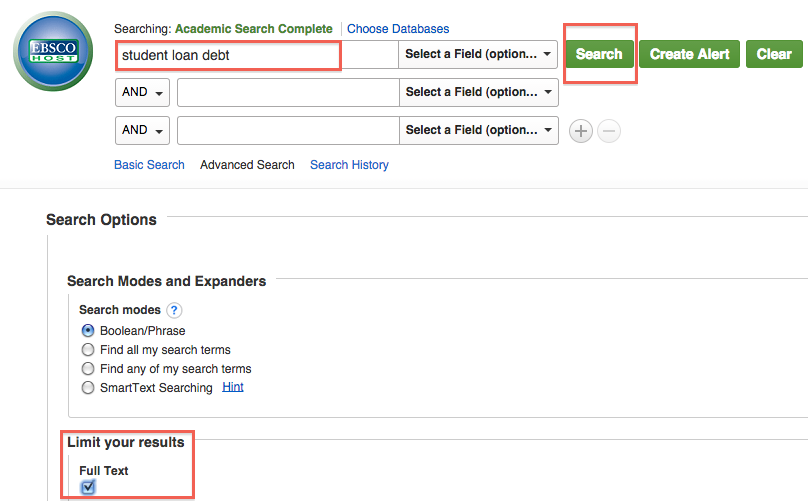 EBSCO
HOST
Searching: Academic Search Complete Choose Databases
student loan debt Select a Field (option... Search Create Alert Clear
AND Select a Field (option...
AND Select a Field (option...
Basic Search Advanced Search Search History
Search Options
Search Modes and Expanders
Search modes ?
Boolean/Phrase
Find all my search terms
Find any of my search terms
SmartText Searching Hint
Limit your results
Full Text